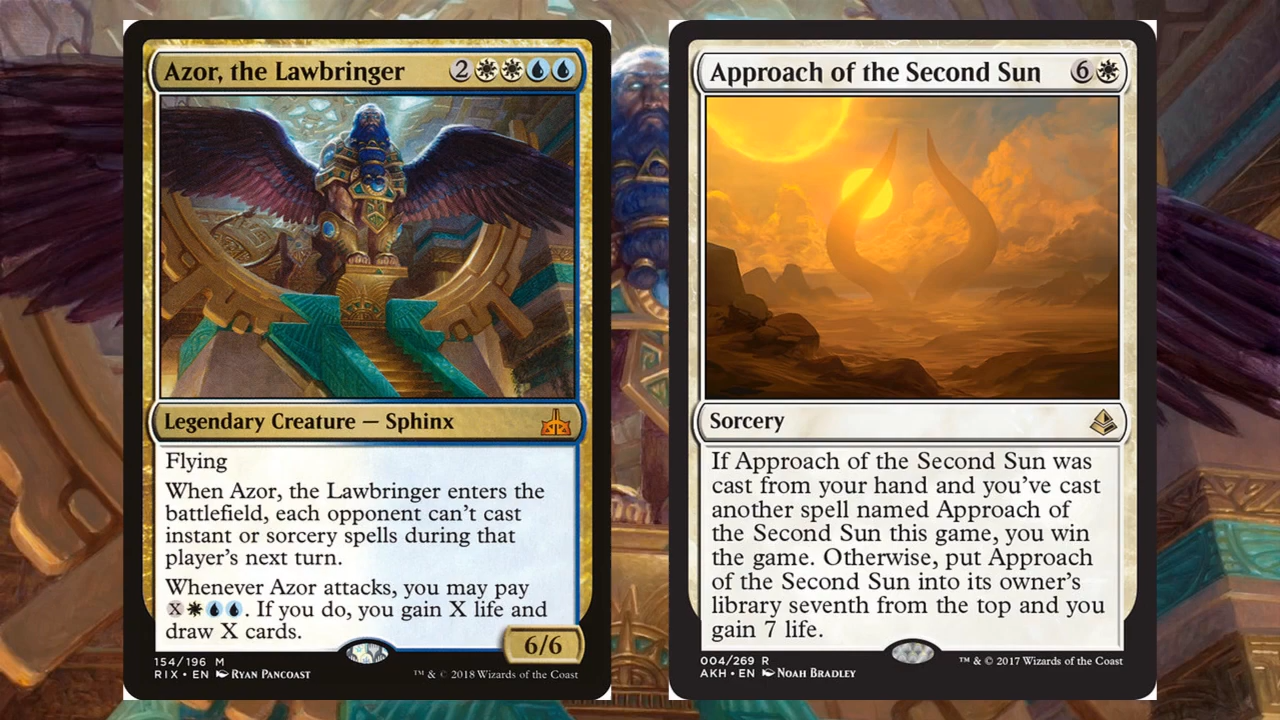 Azor, the Lawbringer 2
Legendary Creature — Sphinx
Flying
When Azor, the Lawbringer enters the
battlefield, each opponent can't cast
instant or sorcery spells during that
player's next turn.
Whenever Azor attacks, you may pay
X. If you do, you gain X life and
draw X cards.
6/6
154/196 M
RIX • EN Ryan Pancoast
™ & © 2018 Wizards of the Coast
Approach of the Second Sun 6
Sorcery
If Approach of the Second Sun was
cast from your hand and you've cast
another spell named Approach of
the Second Sun this game, you win
the game. Otherwise, put Approach
of the Second Sun into its owner's
library seventh from the top and you
gain 7 life.
004/269 R
AKH • EN Noah Bradley
™ & © 2017 Wizards of the Coast